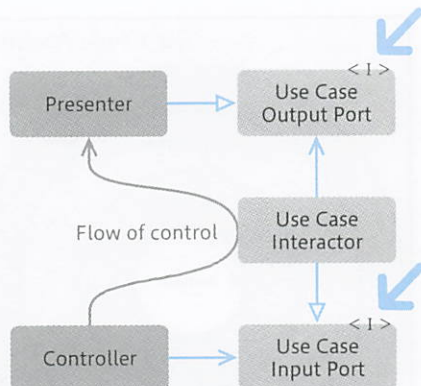 < I >
Presenter
Use Case
Output Port
Flow of control
Use Case
Interactor
< I >
Controller
Use Case
Input Port